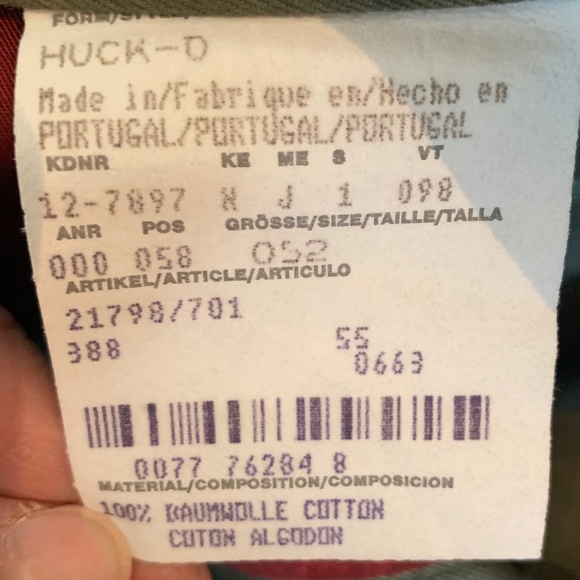 FORM/STYLE/
HUCK-D
Made in/Fabrique en/Hecho en
PORTUGAL/PORTUGAL/PORTUGAL
KDNR KE ME S VT
12-7897 N J 1 098
ANR POS GRÖSSE/SIZE/TAILLE/TALLA
000 058 052
ARTIKEL/ARTICLE/ARTICULO
21798/701
388 55
0663
0077 76284 8
MATERIAL/COMPOSITION/COMPOSICION
100% BAUMWOLLE COTTON
COTON ALGODON